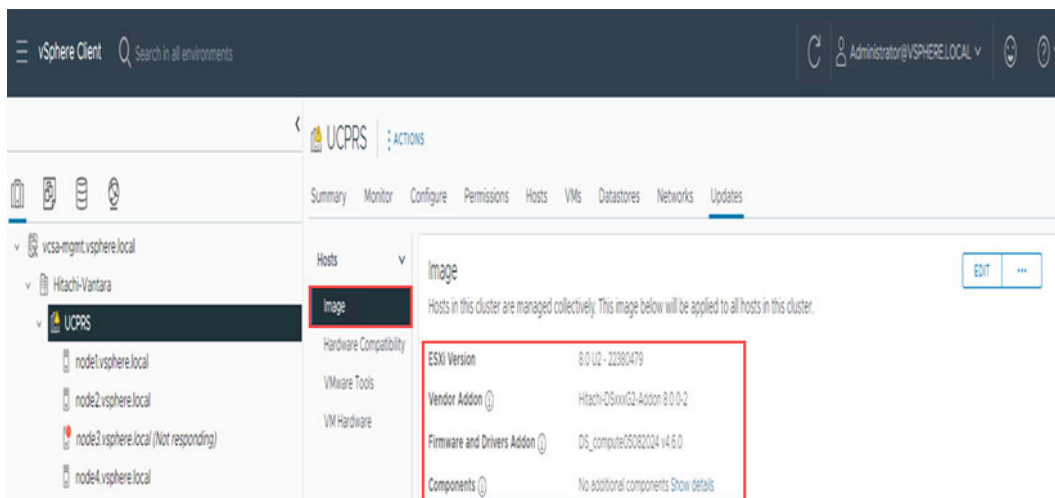 vSphere Client Search in all environments Administrator@VSPHERE.LOCAL
UCPRS ACTIONS
Summary Monitor Configure Permissions Hosts VMs Datastores Networks Updates
vcsa-mgmt.vsphere.local
Hitachi-Vantara
UCPRS
node1.vsphere.local
node2.vsphere.local
node3.vsphere.local (Not responding)
node4.vsphere.local
Hosts
Image
Hardware Compatibility
VMware Tools
VM Hardware
Image
EDIT ...
Hosts in this cluster are managed collectively. This image below will be applied to all hosts in this cluster.
ESXi Version 8.0 U2 - 22380479
Vendor Addon Hitachi-DSxxxG2-Addon 8.0.0-2
Firmware and Drivers Addon DS_compute05082024 v4.6.0
Components No additional components Show details